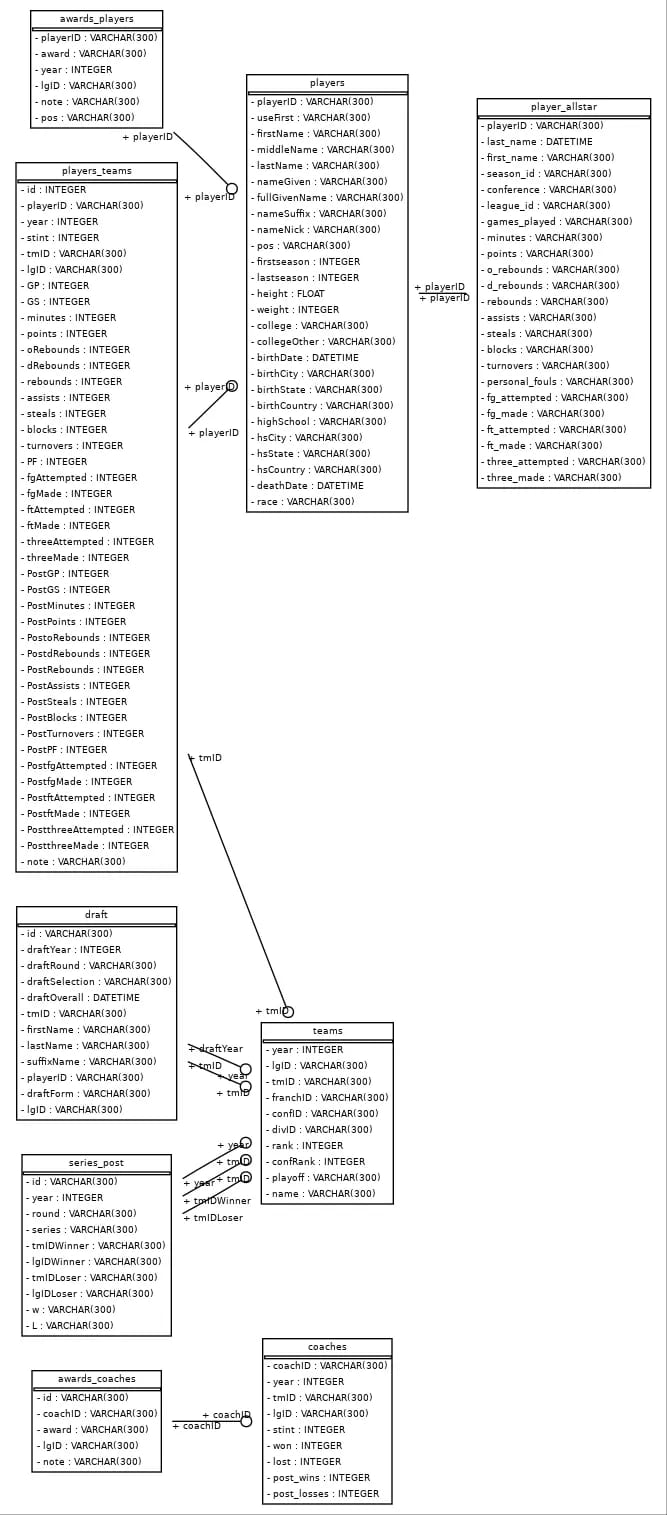 awards_players
- playerID : VARCHAR(300)
- award : VARCHAR(300)
- year : INTEGER
- lgID : VARCHAR(300)
- note : VARCHAR(300)
- pos : VARCHAR(300)
+ playerID
+ playerID
players_teams
- id : INTEGER
- playerID : VARCHAR(300)
- year : INTEGER
- stint : INTEGER
- tmID : VARCHAR(300)
- lgID : VARCHAR(300)
- GP : INTEGER
- GS : INTEGER
- minutes : INTEGER
- points : INTEGER
- oRebounds : INTEGER
- dRebounds : INTEGER
- rebounds : INTEGER
- assists : INTEGER
- steals : INTEGER
- blocks : INTEGER
- turnovers : INTEGER
- PF : INTEGER
- fgAttempted : INTEGER
- fgMade : INTEGER
- ftAttempted : INTEGER
- ftMade : INTEGER
- threeAttempted : INTEGER
- threeMade : INTEGER
- PostGP : INTEGER
- PostGS : INTEGER
- PostMinutes : INTEGER
- PostPoints : INTEGER
- PostoRebounds : INTEGER
- PostdRebounds : INTEGER
- PostRebounds : INTEGER
- PostAssists : INTEGER
- PostSteals : INTEGER
- PostBlocks : INTEGER
- PostTurnovers : INTEGER
- PostPF : INTEGER
- PostfgAttempted : INTEGER
- PostfgMade : INTEGER
- PostftAttempted : INTEGER
- PostftMade : INTEGER
- PostthreeAttempted : INTEGER
- PostthreeMade : INTEGER
- note : VARCHAR(300)
+ playerID
+ playerID
players
- playerID : VARCHAR(300)
- useFirst : VARCHAR(300)
- firstName : VARCHAR(300)
- middleName : VARCHAR(300)
- lastName : VARCHAR(300)
- nameGiven : VARCHAR(300)
- fullGivenName : VARCHAR(300)
- nameSuffix : VARCHAR(300)
- nameNick : VARCHAR(300)
- pos : VARCHAR(300)
- firstseason : INTEGER
- lastseason : INTEGER
- height : FLOAT
- weight : INTEGER
- college : VARCHAR(300)
- collegeOther : VARCHAR(300)
- birthDate : DATETIME
- birthCity : VARCHAR(300)
- birthState : VARCHAR(300)
- birthCountry : VARCHAR(300)
- highSchool : VARCHAR(300)
- hsCity : VARCHAR(300)
- hsState : VARCHAR(300)
- hsCountry : VARCHAR(300)
- deathDate : DATETIME
- race : VARCHAR(300)
+ playerID
+ playerID
player_allstar
- playerID : VARCHAR(300)
- last_name : DATETIME
- first_name : VARCHAR(300)
- season_id : VARCHAR(300)
- conference : VARCHAR(300)
- league_id : VARCHAR(300)
- games_played : VARCHAR(300)
- minutes : VARCHAR(300)
- points : VARCHAR(300)
- o_rebounds : VARCHAR(300)
- d_rebounds : VARCHAR(300)
- rebounds : VARCHAR(300)
- assists : VARCHAR(300)
- steals : VARCHAR(300)
- blocks : VARCHAR(300)
- turnovers : VARCHAR(300)
- personal_fouls : VARCHAR(300)
- fg_attempted : VARCHAR(300)
- fg_made : VARCHAR(300)
- ft_attempted : VARCHAR(300)
- ft_made : VARCHAR(300)
- three_attempted : VARCHAR(300)
- three_made : VARCHAR(300)
+ tmID
+ tmID
draft
- id : VARCHAR(300)
- draftYear : INTEGER
- draftRound : VARCHAR(300)
- draftSelection : VARCHAR(300)
- draftOverall : DATETIME
- tmID : VARCHAR(300)
- firstName : VARCHAR(300)
- lastName : VARCHAR(300)
- suffixName : VARCHAR(300)
- playerID : VARCHAR(300)
- draftForm : VARCHAR(300)
- lgID : VARCHAR(300)
+ draftYear
+ tmID
+ year
+ tmID
teams
- year : INTEGER
- lgID : VARCHAR(300)
- tmID : VARCHAR(300)
- franchID : VARCHAR(300)
- confID : VARCHAR(300)
- divID : VARCHAR(300)
- rank : INTEGER
- confRank : INTEGER
- playoff : VARCHAR(300)
- name : VARCHAR(300)
series_post
- id : VARCHAR(300)
- year : INTEGER
- round : VARCHAR(300)
- series : VARCHAR(300)
- tmIDWinner : VARCHAR(300)
- lgIDWinner : VARCHAR(300)
- tmIDLoser : VARCHAR(300)
- lgIDLoser : VARCHAR(300)
- w : VARCHAR(300)
- L : VARCHAR(300)
+ year
+ tmID
+ tmID
+ year
+ tmIDWinner
+ tmIDLoser
awards_coaches
- id : VARCHAR(300)
- coachID : VARCHAR(300)
- award : VARCHAR(300)
- lgID : VARCHAR(300)
- note : VARCHAR(300)
+ coachID
+ coachID
coaches
- coachID : VARCHAR(300)
- year : INTEGER
- tmID : VARCHAR(300)
- lgID : VARCHAR(300)
- stint : INTEGER
- won : INTEGER
- lost : INTEGER
- post_wins : INTEGER
- post_losses : INTEGER